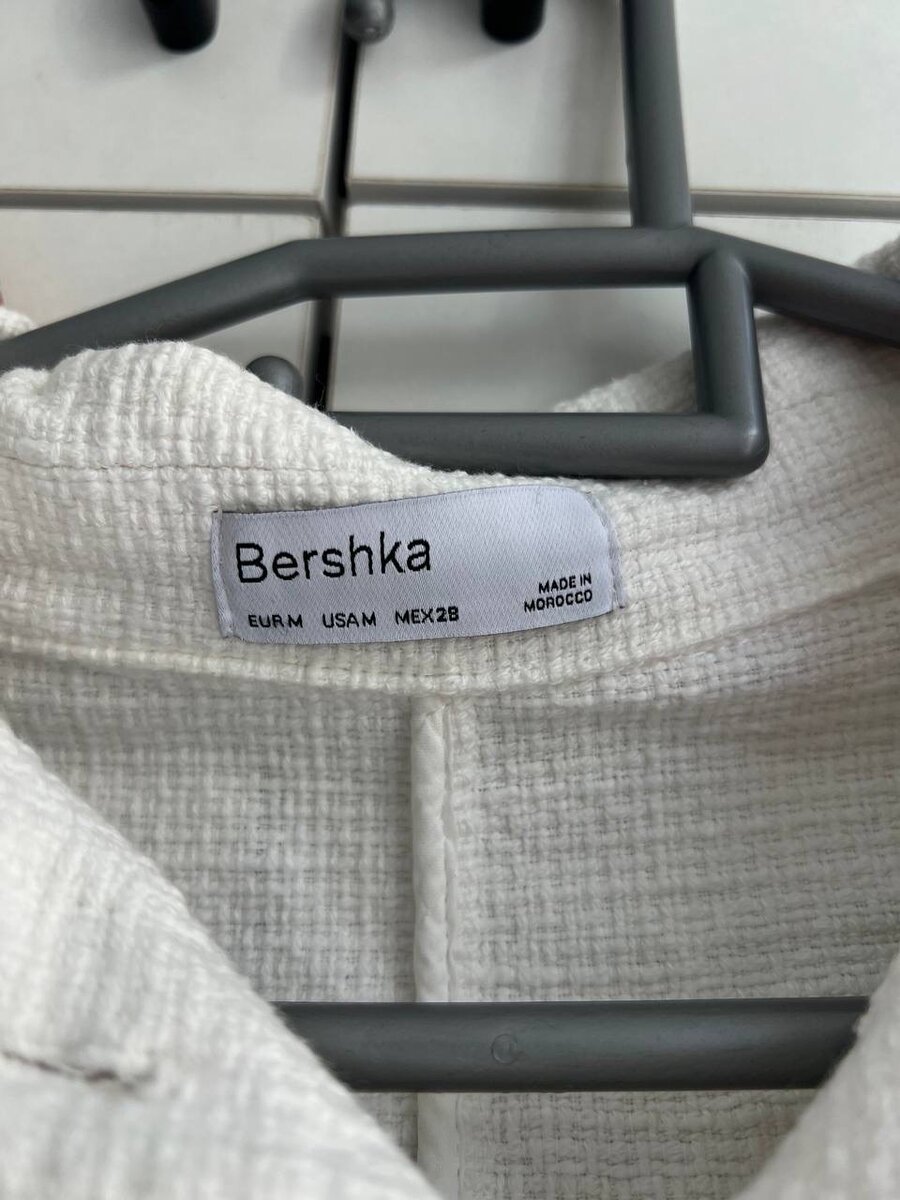 Bershka
EUR M USA M MEX 28
MADE IN
MOROCCO